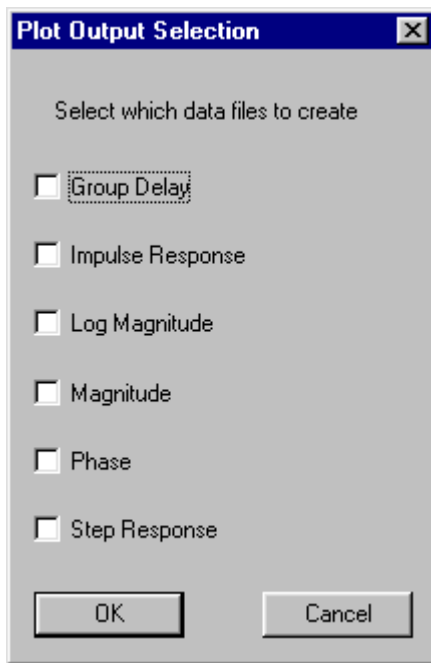 Plot Output Selection
Select which data files to create
Group Delay
Impulse Response
Log Magnitude
Magnitude
Phase
Step Response
OK
Cancel